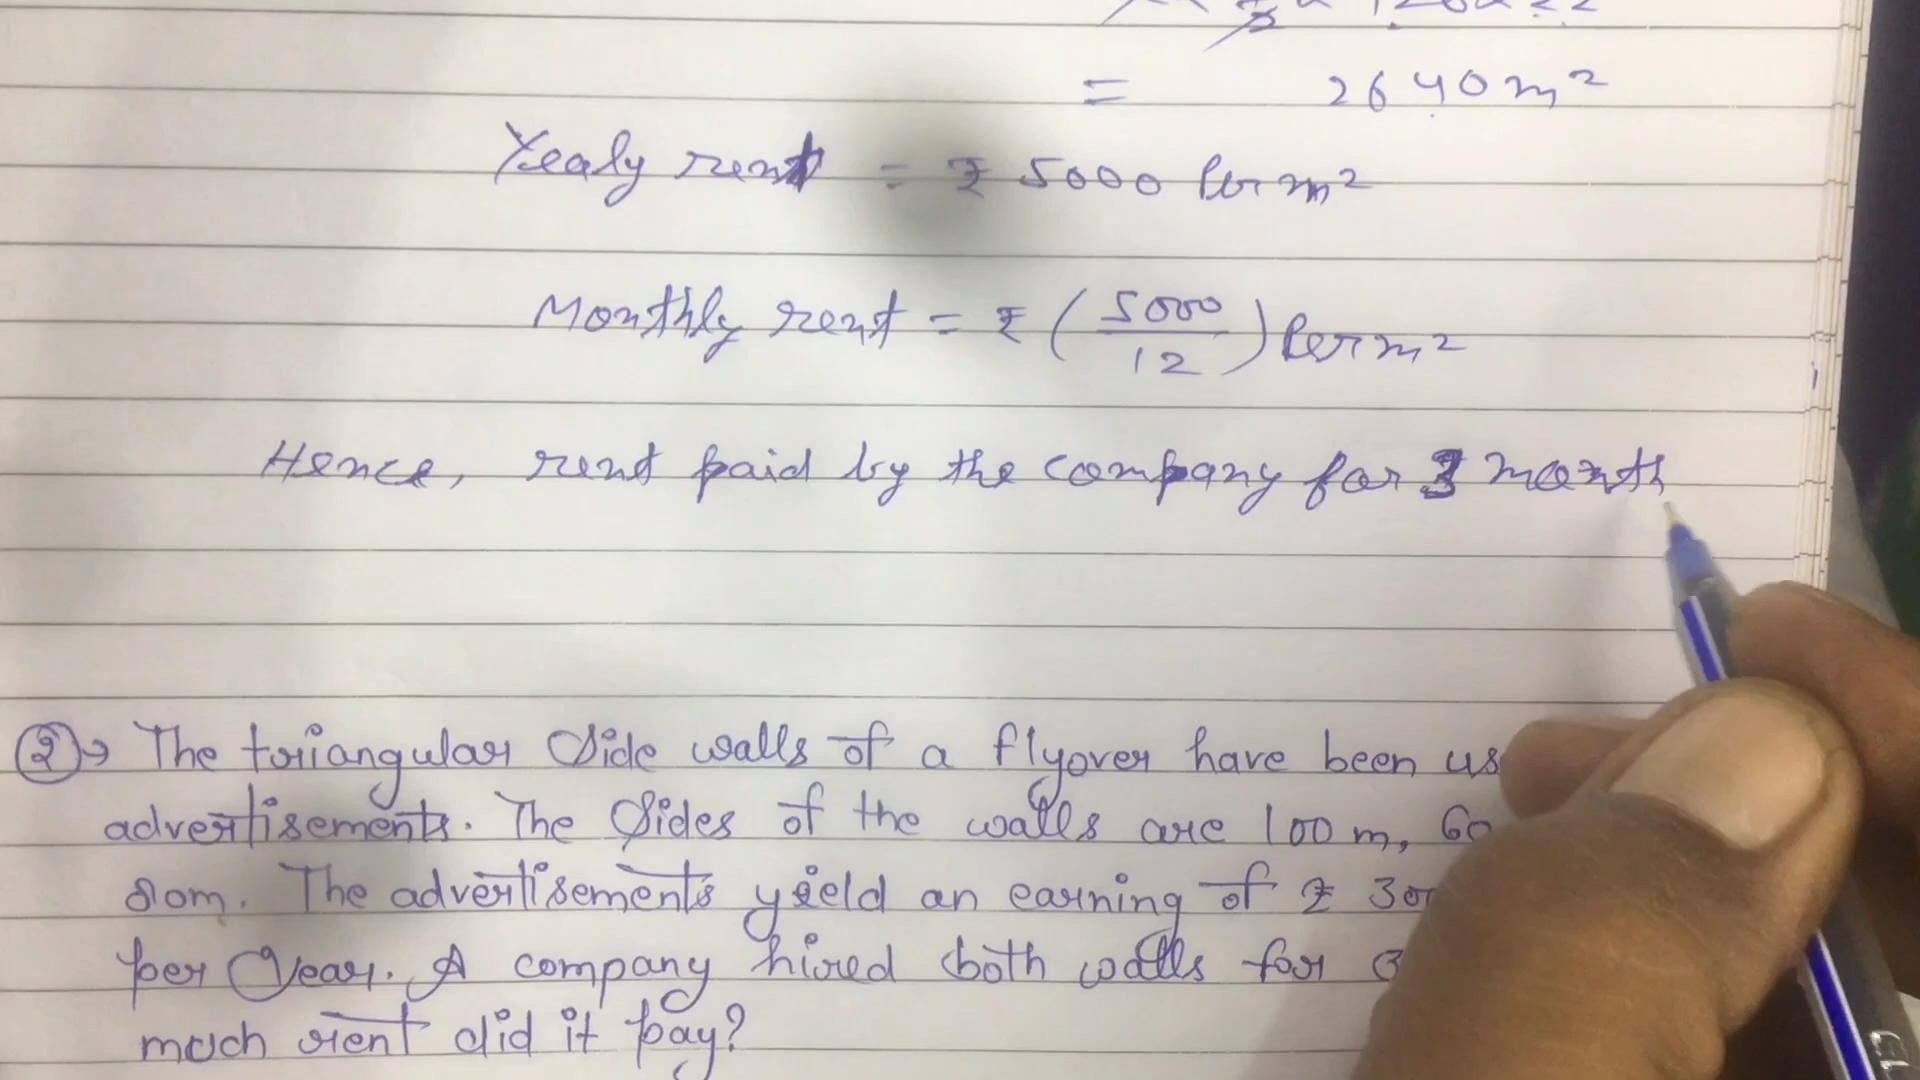 = 2640 m²
Yealy rent = ₹ 5000 Per m²
Monthly rent = ₹ (5000/12) Per m²
Hence, rent paid by the company for 3 month
② → The triangular Side walls of a flyover have been us
advertisements. The Sides of the walls are 100 m, 60
The advertisements yield an earning of ₹ 300
per Year. A company hired both walls for
much rent did it pay?